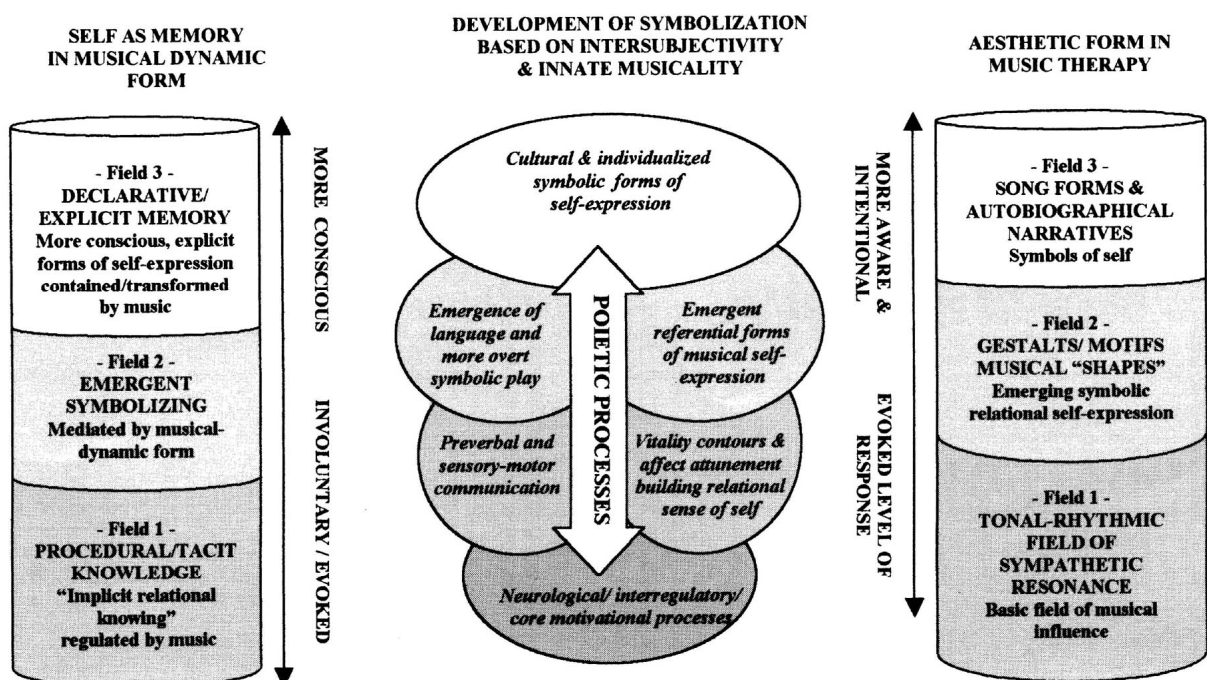 SELF AS MEMORY
IN MUSICAL DYNAMIC
FORM
- Field 3 -
DECLARATIVE/
EXPLICIT MEMORY
More conscious, explicit
forms of self-expression
contained/transformed
by music
- Field 2 -
EMERGENT
SYMBOLIZING
Mediated by musical-
dynamic form
- Field 1 -
PROCEDURAL/TACIT
KNOWLEDGE
“Implicit relational
knowing”
regulated by music
MORE CONSCIOUS
INVOLUNTARY / EVOKED
DEVELOPMENT OF SYMBOLIZATION
BASED ON INTERSUBJECTIVITY
& INNATE MUSICALITY
Cultural & individualized
symbolic forms of
self-expression
Emergence of
language and
more overt
symbolic play
Emergent
referential forms
of musical self-
expression
POIETIC PROCESSES
Preverbal and
sensory-motor
communication
Vitality contours &
affect attunement
building relational
sense of self
Neurological/ interregulatory/
core motivational processes
MORE AWARE &
INTENTIONAL
EVOKED LEVEL OF
RESPONSE
AESTHETIC FORM IN
MUSIC THERAPY
- Field 3 -
SONG FORMS &
AUTOBIOGRAPHICAL
NARRATIVES
Symbols of self
- Field 2 -
GESTALTS/ MOTIFS
MUSICAL “SHAPES”
Emerging symbolic
relational self-expression
- Field 1 -
TONAL-RHYTHMIC
FIELD OF
SYMPATHETIC
RESONANCE
Basic field of musical
influence